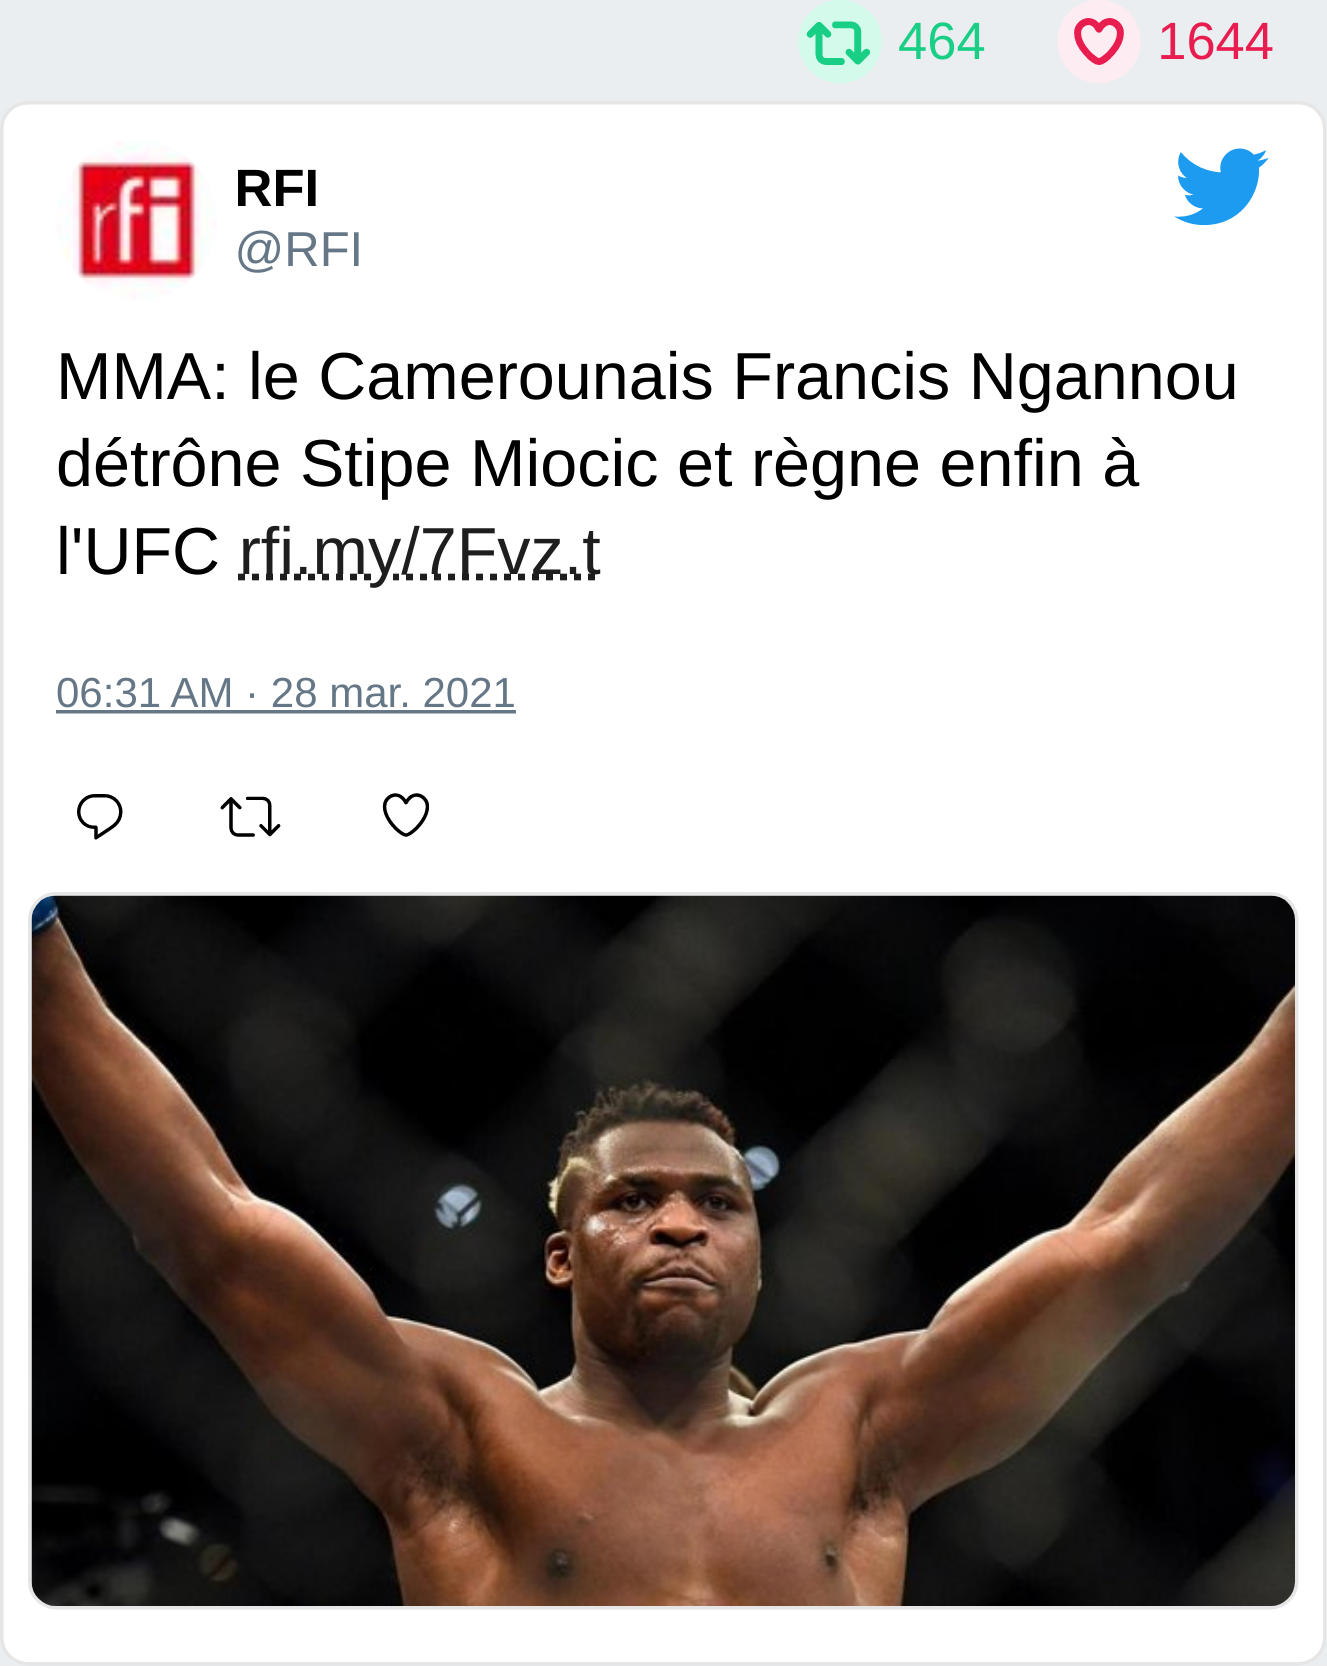 464 1644
rfi
RFI
@RFI
MMA: le Camerounais Francis Ngannou
détrône Stipe Miocic et règne enfin à
l'UFC rfi.my/7Fvz.t
06:31 AM · 28 mar. 2021